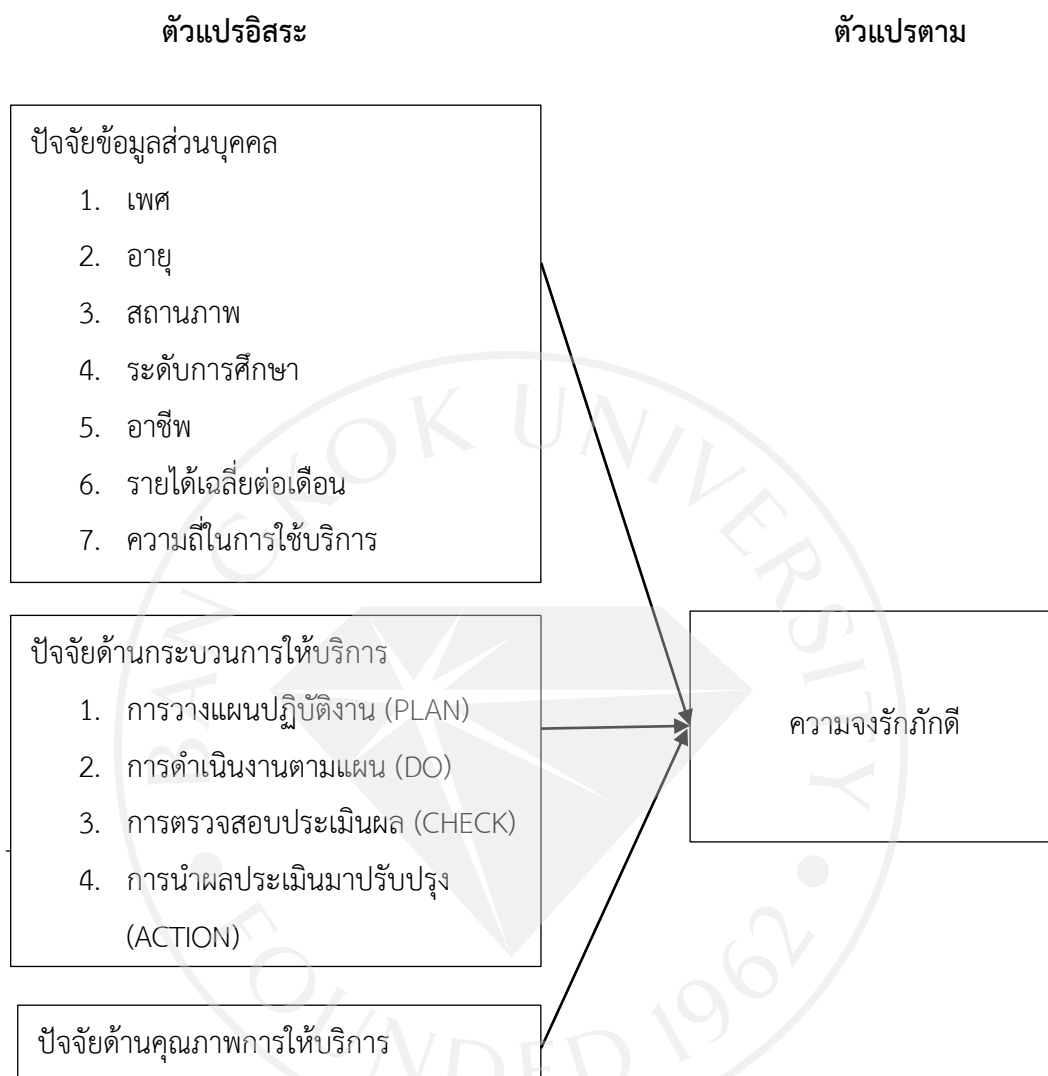 ตัวแปรอิสระ
ตัวแปรตาม
ปัจจัยข้อมูลส่วนบุคคล
1. เพศ
2. อายุ
3. สถานภาพ
4. ระดับการศึกษา
5. อาชีพ
6. รายได้เฉลี่ยต่อเดือน
7. ความถี่ในการใช้บริการ
ปัจจัยด้านกระบวนการให้บริการ
1. การวางแผนปฏิบัติงาน (PLAN)
2. การดำเนินงานตามแผน (DO)
3. การตรวจสอบประเมินผล (CHECK)
4. การนำผลประเมินมาปรับปรุง
(ACTION)
ความจงรักภักดี
ปัจจัยด้านคุณภาพการให้บริการ
BANGKOK UNIVERSITY
FOUNDED 1962